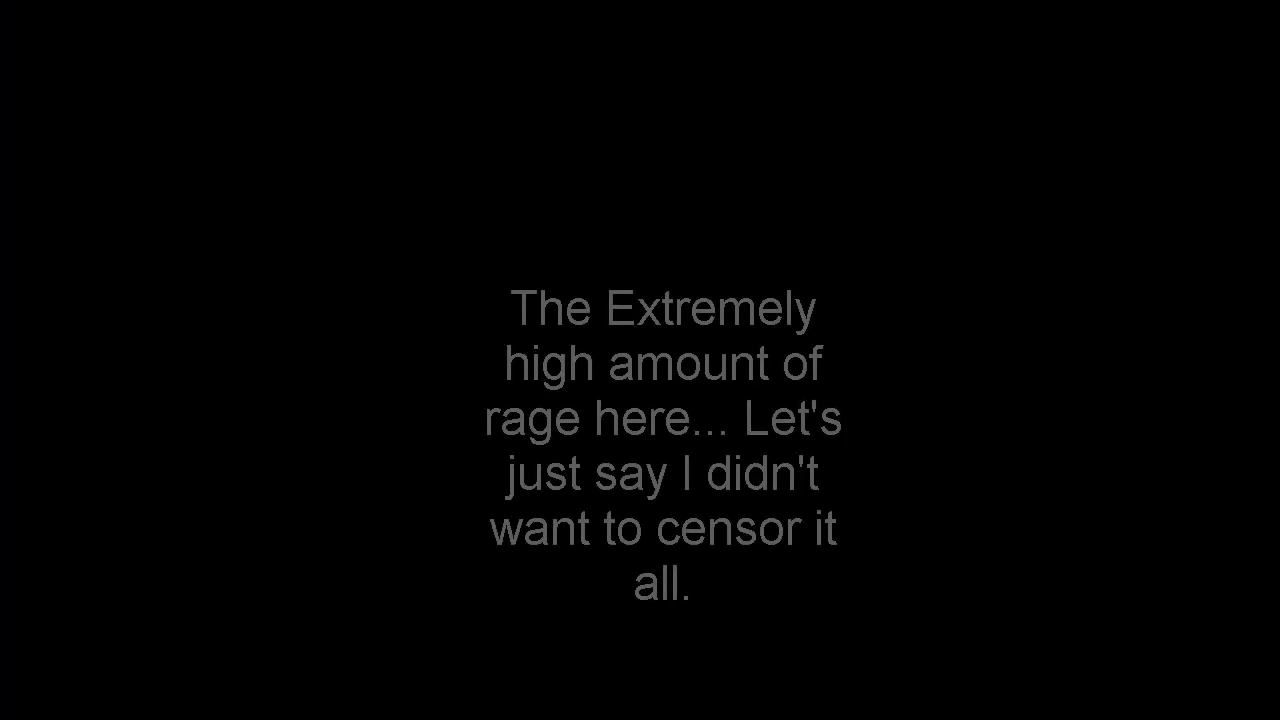 The Extremely
high amount of
rage here... Let's
just say I didn't
want to censor it
all.